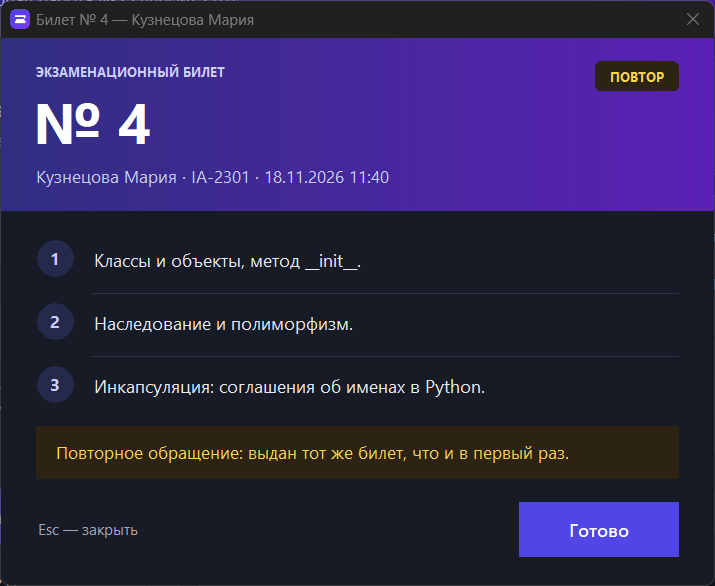 Билет № 4 — Кузнецова Мария
ЭКЗАМЕНАЦИОННЫЙ БИЛЕТ
ПОВТОР
№ 4
Кузнецова Мария · IA-2301 · 18.11.2026 11:40
1 Классы и объекты, метод __init__.
2 Наследование и полиморфизм.
3 Инкапсуляция: соглашения об именах в Python.
Повторное обращение: выдан тот же билет, что и в первый раз.
Esc — закрыть
Готово